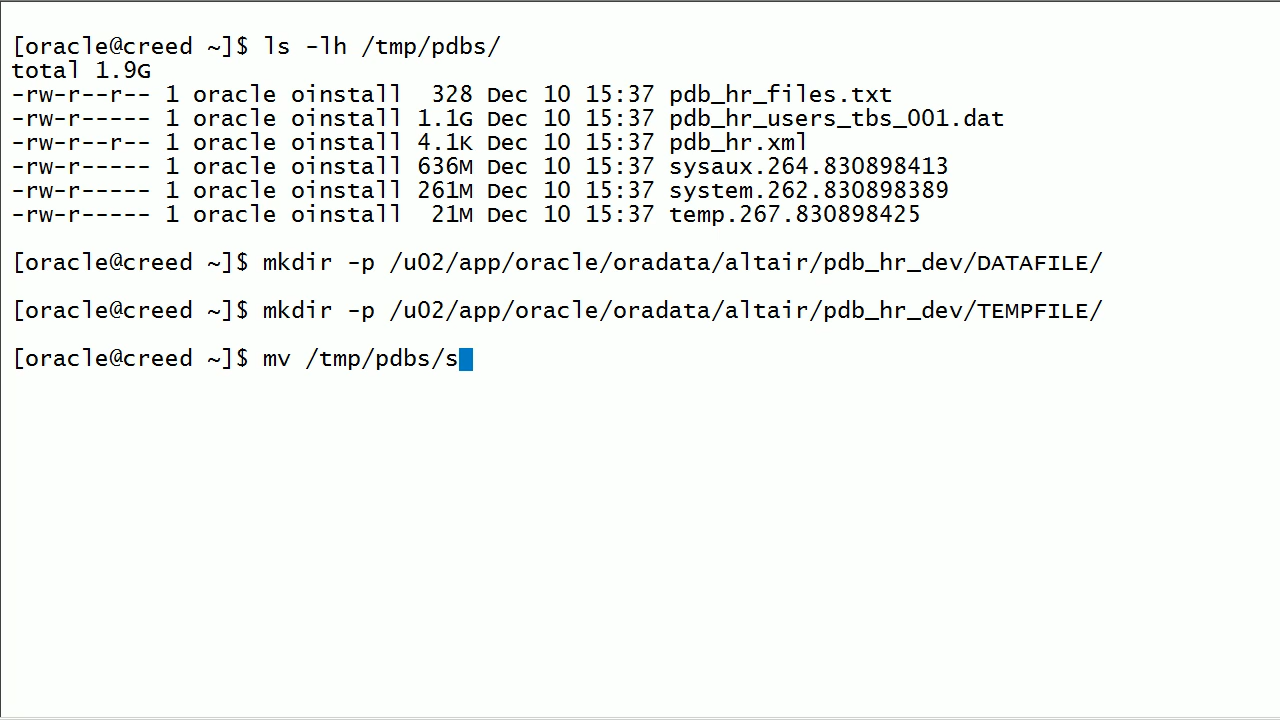 [oracle@creed ~]$ ls -lh /tmp/pdbs/
total 1.9G
-rw-r--r-- 1 oracle oinstall  328 Dec 10 15:37 pdb_hr_files.txt
-rw-r----- 1 oracle oinstall 1.1G Dec 10 15:37 pdb_hr_users_tbs_001.dat
-rw-r--r-- 1 oracle oinstall 4.1K Dec 10 15:37 pdb_hr.xml
-rw-r----- 1 oracle oinstall 636M Dec 10 15:37 sysaux.264.830898413
-rw-r----- 1 oracle oinstall 261M Dec 10 15:37 system.262.830898389
-rw-r----- 1 oracle oinstall  21M Dec 10 15:37 temp.267.830898425
[oracle@creed ~]$ mkdir -p /u02/app/oracle/oradata/altair/pdb_hr_dev/DATAFILE/
[oracle@creed ~]$ mkdir -p /u02/app/oracle/oradata/altair/pdb_hr_dev/TEMPFILE/
[oracle@creed ~]$ mv /tmp/pdbs/s